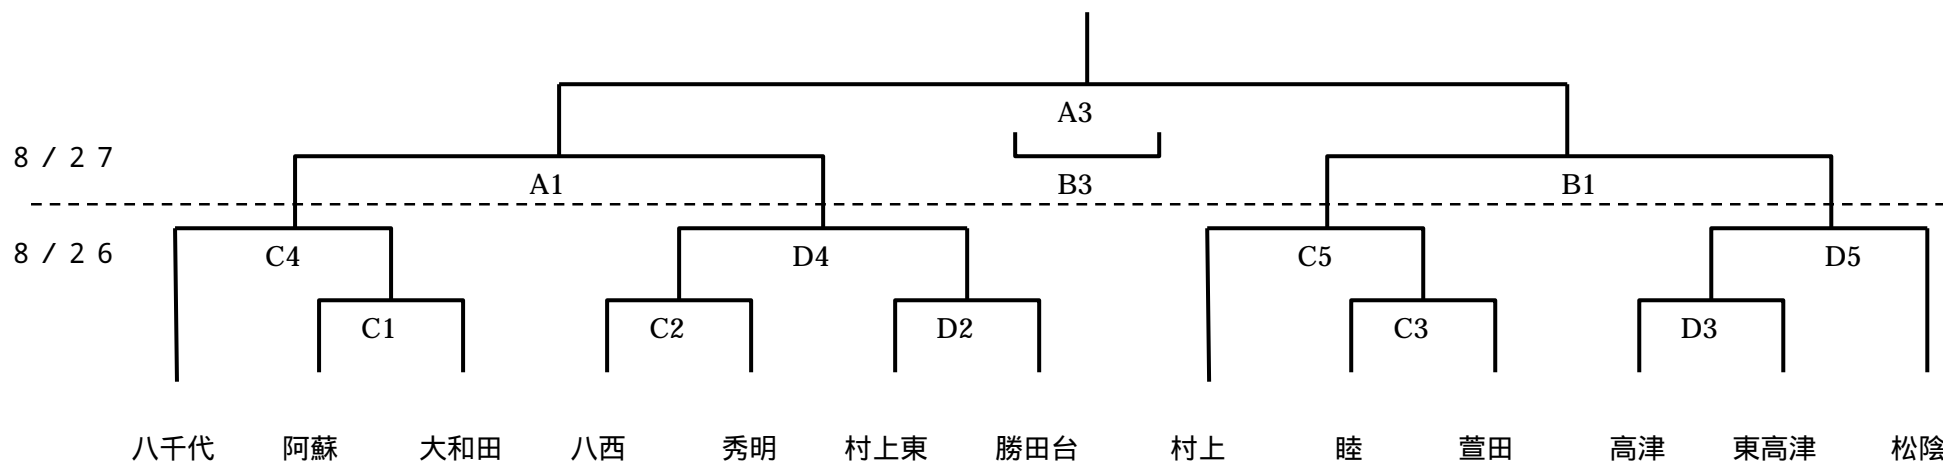 A3
8/27
A1 B3 B1
8/26 C4 D4 C5 D5
C1 C2 D2 C3 D3
八千代 阿蘇 大和田 八西 秀明 村上東 勝田台 村上 睦 萱田 高津 東高津 松陰